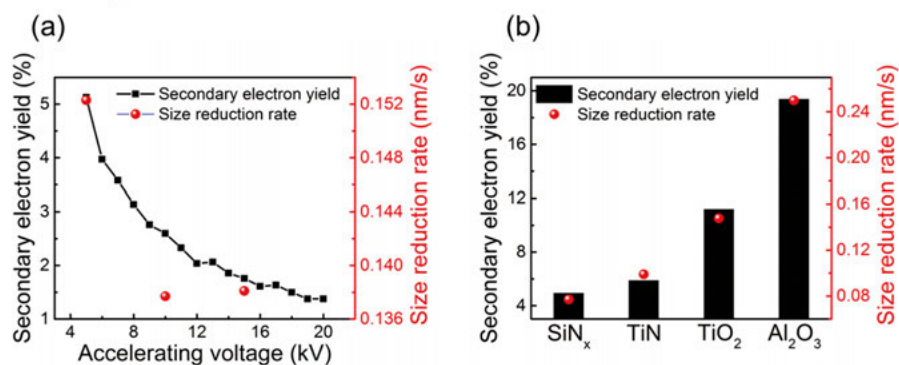 (a)
Secondary electron yield (%)
5
4
3
2
1
Secondary electron yield
Size reduction rate
0.152
0.148
0.144
0.140
0.136
Size reduction rate (nm/s)
4 8 12 16 20
Accelerating voltage (kV)
(b)
Secondary electron yield (%)
20
16
12
8
4
Secondary electron yield
Size reduction rate
0.24
0.20
0.16
0.12
0.08
Size reduction rate (nm/s)
SiNₓ TiN TiO₂ Al₂O₃